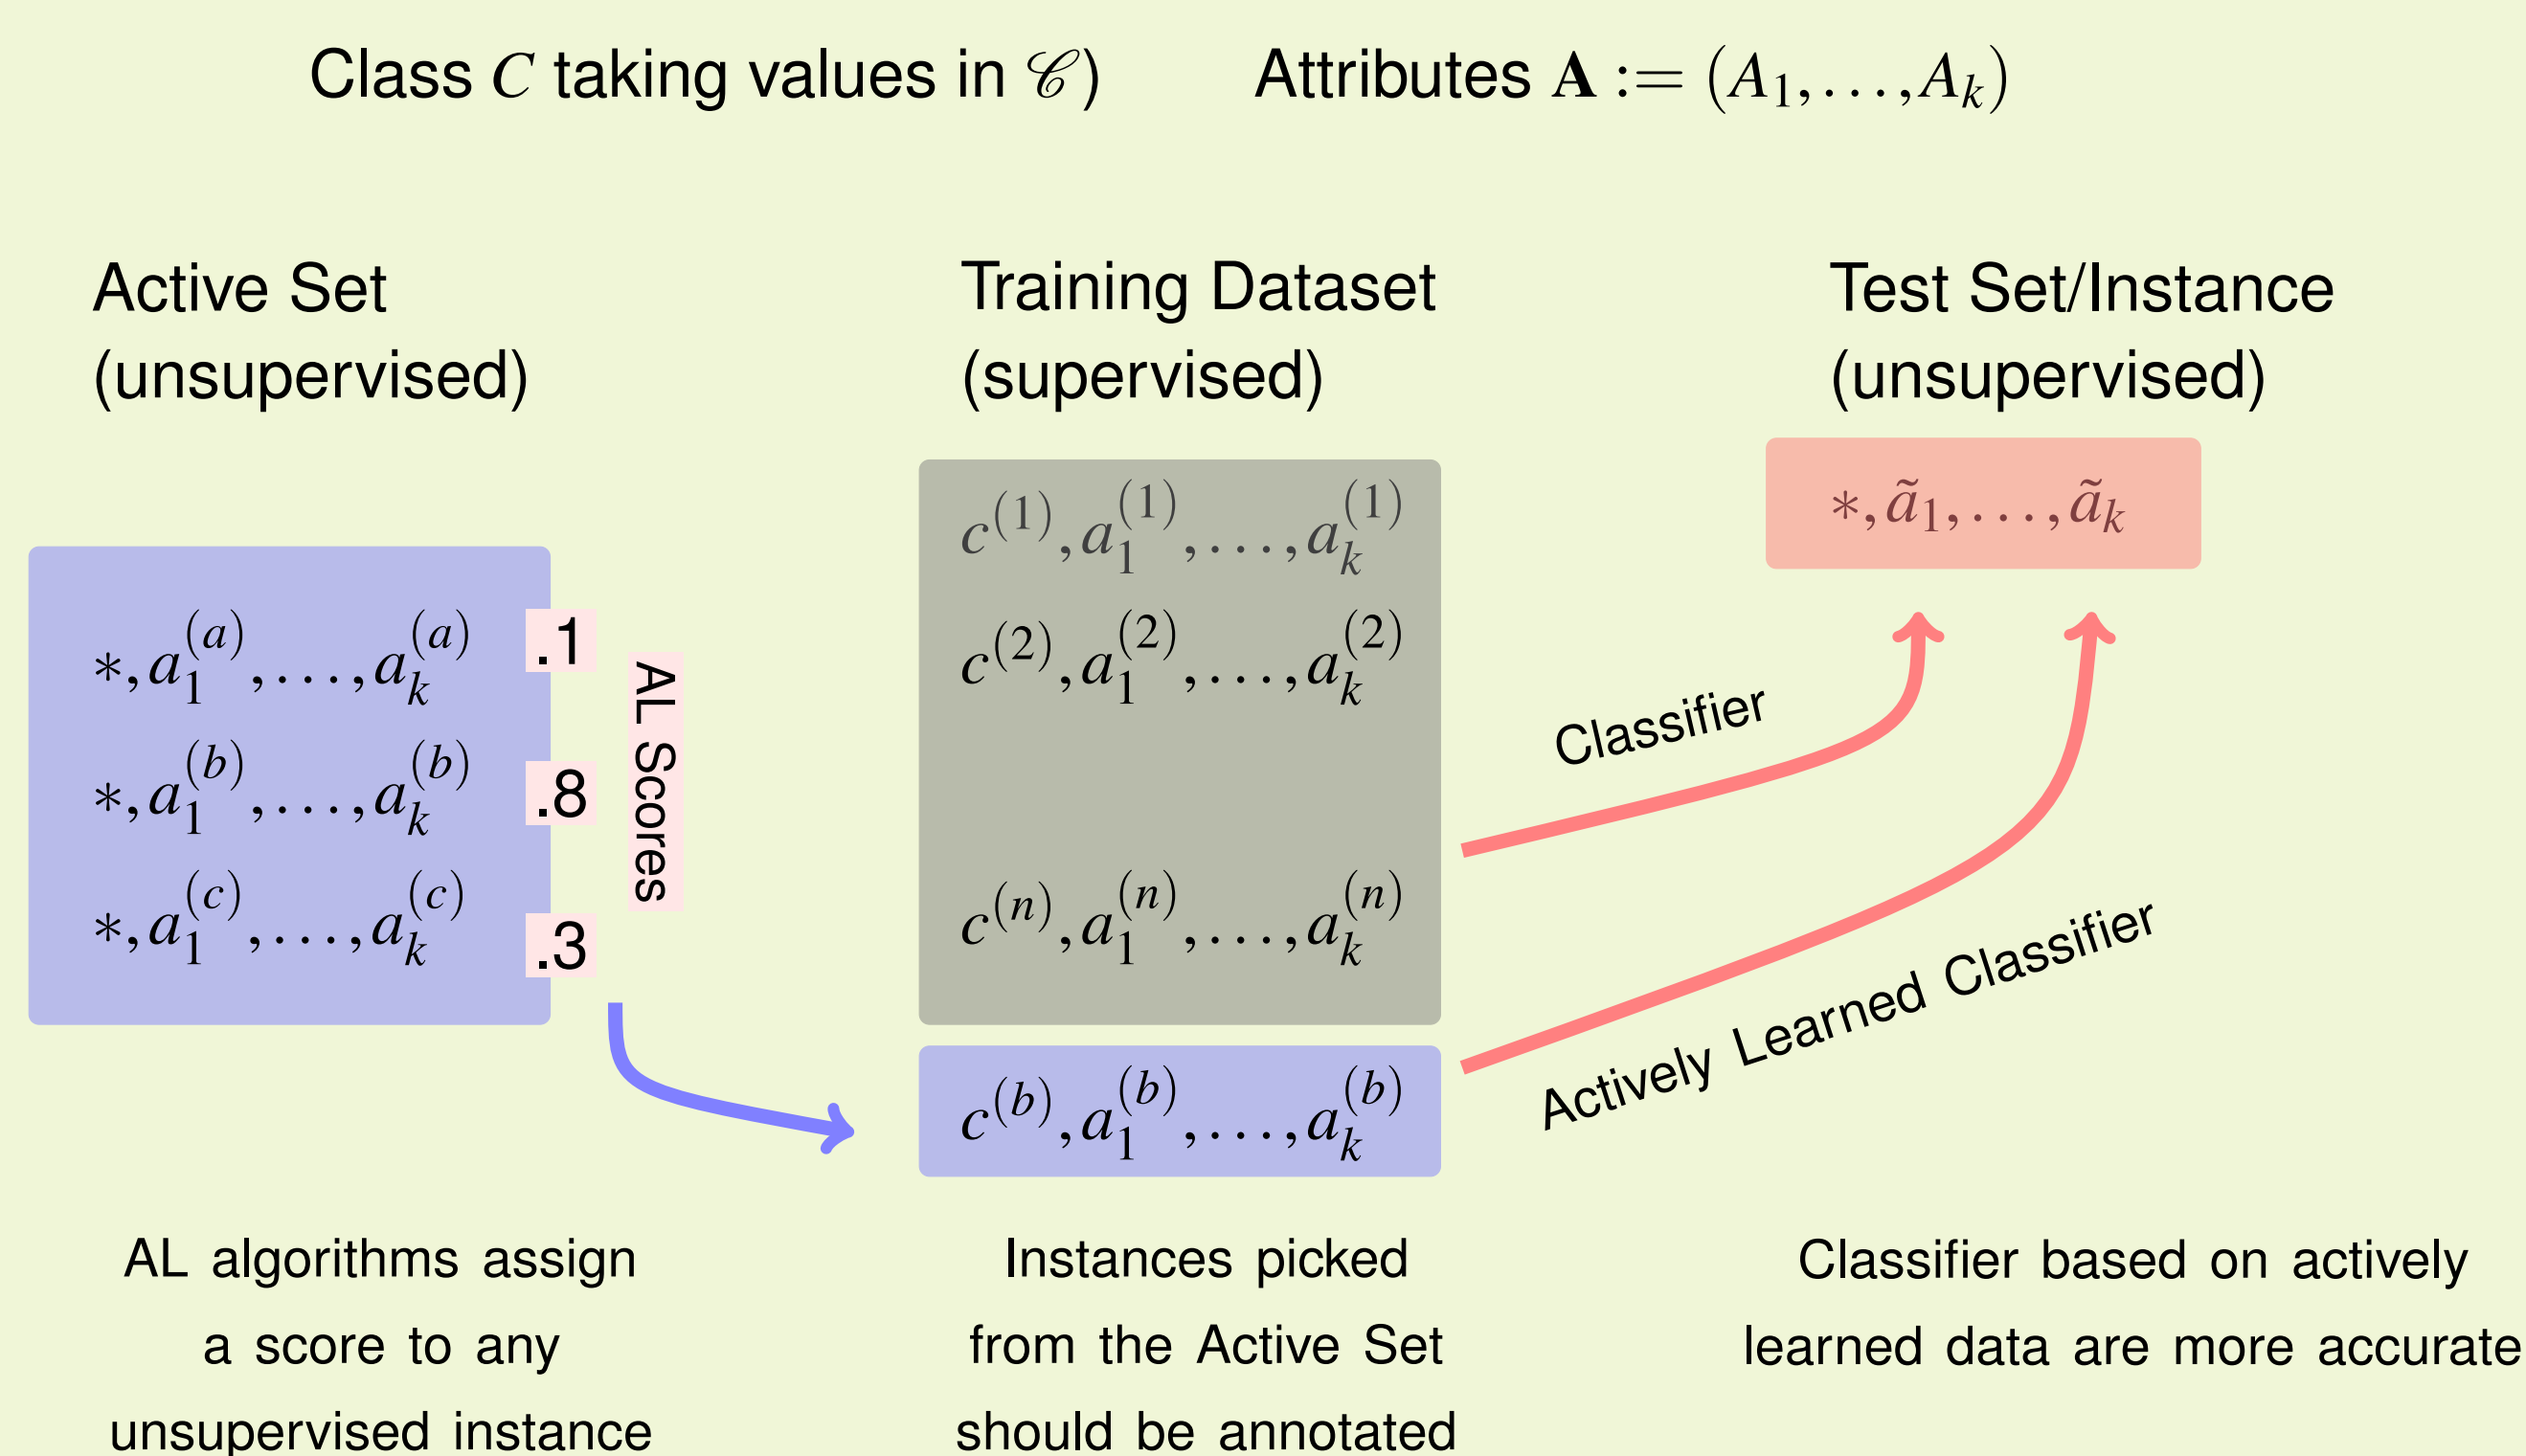 Class C taking values in 𝒞)
Attributes A := (A₁,...,Aₖ)
Active Set
(unsupervised)
*, a₁⁽ᵃ⁾, ..., aₖ⁽ᵃ⁾ .1
*, a₁⁽ᵇ⁾, ..., aₖ⁽ᵇ⁾ .8
*, a₁⁽ᶜ⁾, ..., aₖ⁽ᶜ⁾ .3
AL Scores
AL algorithms assign
a score to any
unsupervised instance
Training Dataset
(supervised)
c⁽¹⁾, a₁⁽¹⁾, ..., aₖ⁽¹⁾
c⁽²⁾, a₁⁽²⁾, ..., aₖ⁽²⁾
c⁽ⁿ⁾, a₁⁽ⁿ⁾, ..., aₖ⁽ⁿ⁾
c⁽ᵇ⁾, a₁⁽ᵇ⁾, ..., aₖ⁽ᵇ⁾
Instances picked
from the Active Set
should be annotated
Test Set/Instance
(unsupervised)
*, ã₁, ..., ãₖ
Classifier
Actively Learned Classifier
Classifier based on actively
learned data are more accurate